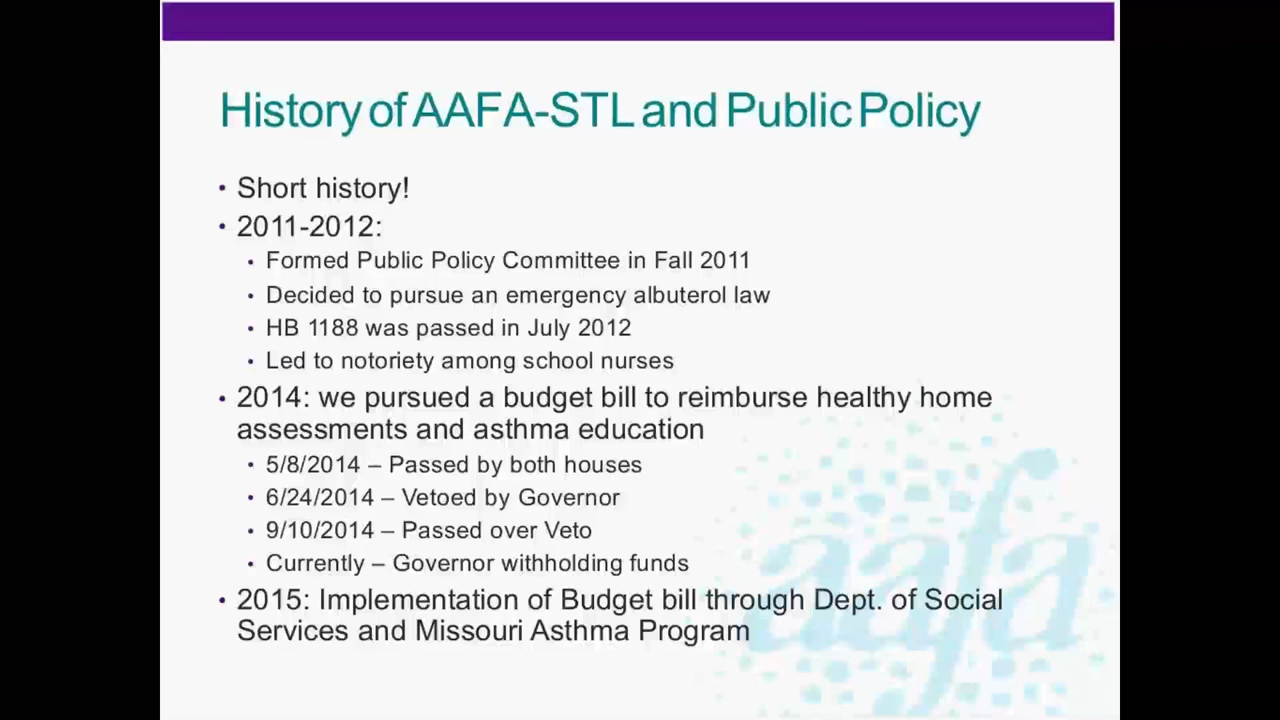 History of AAFA-STL and Public Policy
• Short history!
• 2011-2012:
• Formed Public Policy Committee in Fall 2011
• Decided to pursue an emergency albuterol law
• HB 1188 was passed in July 2012
• Led to notoriety among school nurses
• 2014: we pursued a budget bill to reimburse healthy home
assessments and asthma education
• 5/8/2014 – Passed by both houses
• 6/24/2014 – Vetoed by Governor
• 9/10/2014 – Passed over Veto
• Currently – Governor withholding funds
• 2015: Implementation of Budget bill through Dept. of Social
Services and Missouri Asthma Program
aafa